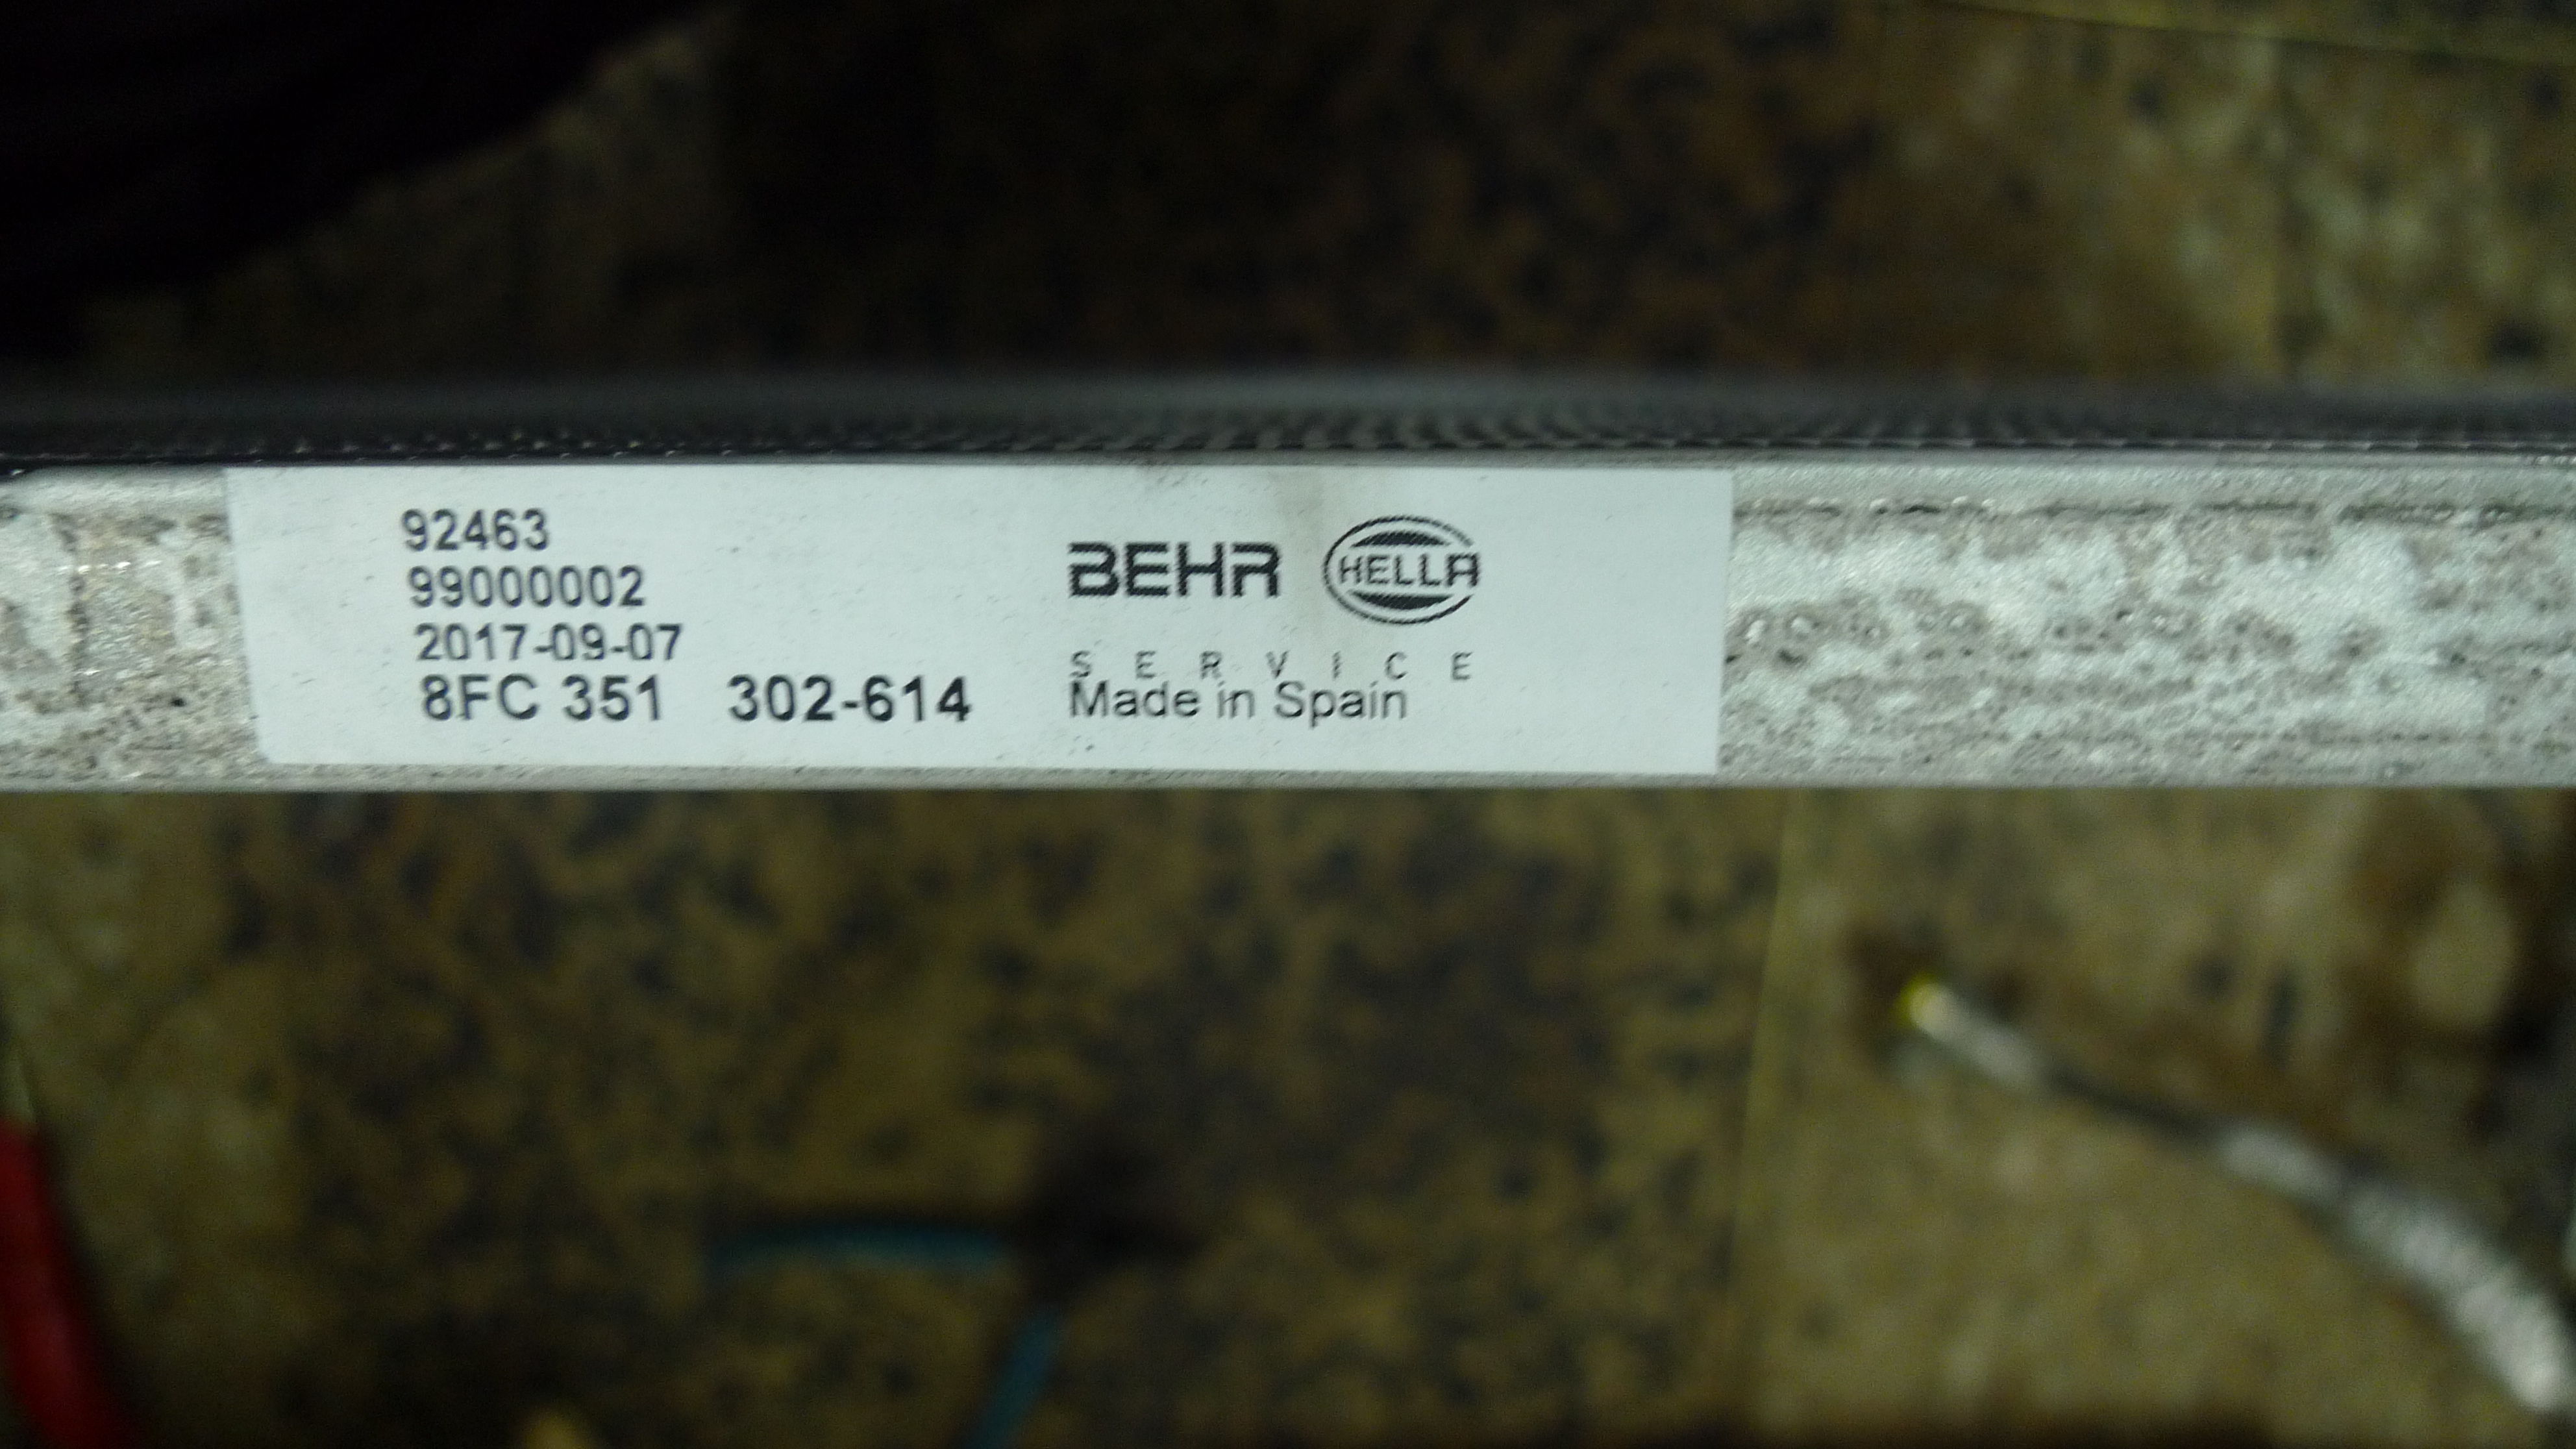 92463
99000002
2017-09-07
8FC 351 302-614
BEHR HELLA
SERVICE
Made in Spain